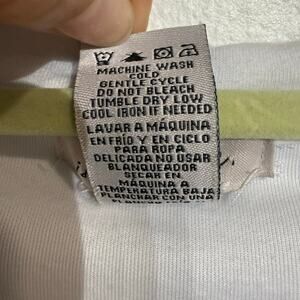 MACHINE WASH
COLD
GENTLE CYCLE
DO NOT BLEACH
TUMBLE DRY LOW
COOL IRON IF NEEDED
LAVAR A MÁQUINA
EN FRÍO Y EN CICLO
PARA ROPA
DELICADA NO USAR
BLANQUEADOR
SECAR EN
MÁQUINA A
TEMPERATURA BAJA
PLANCHAR CON UNA